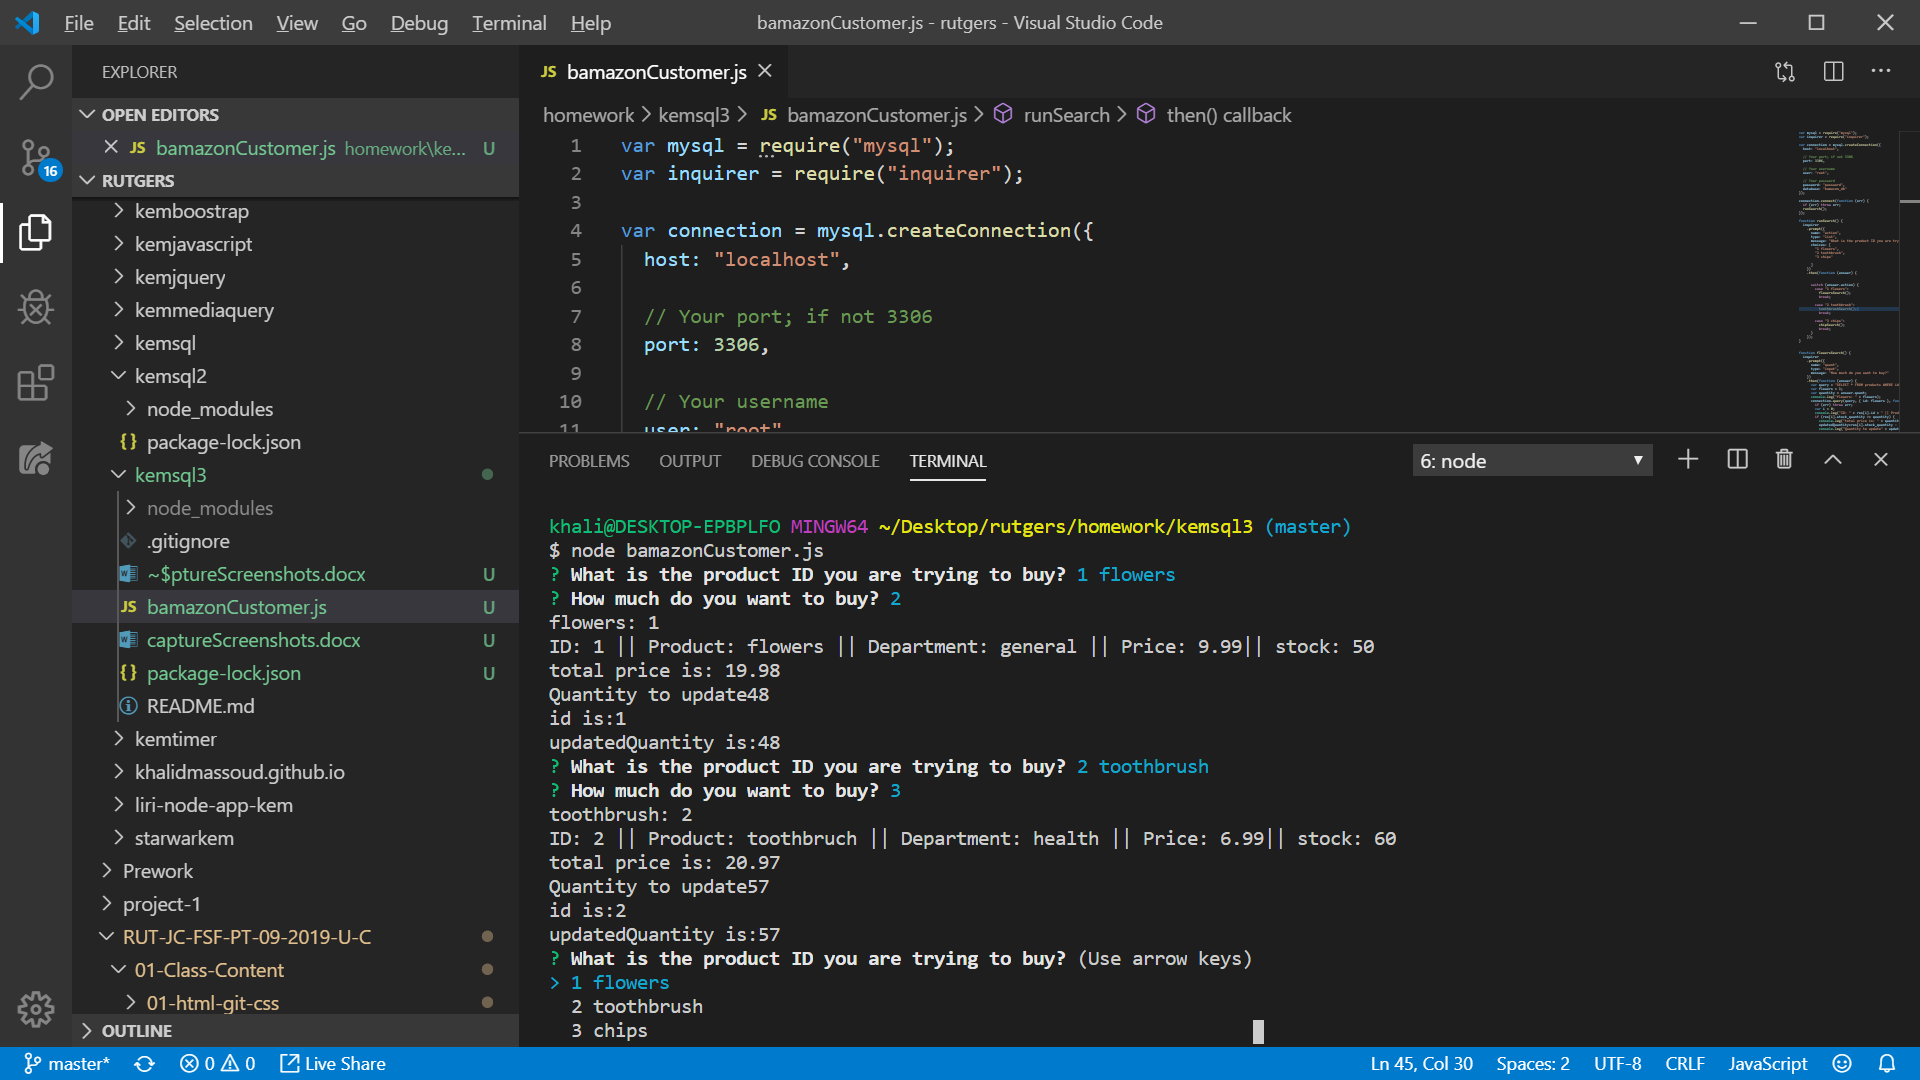 File Edit Selection View Go Debug Terminal Help
bamazonCustomer.js - rutgers - Visual Studio Code
16
EXPLORER
OPEN EDITORS
JS bamazonCustomer.js homework\ke... U
RUTGERS
kemboostrap
kemjavascript
kemjquery
kemmediaquery
kemsql
kemsql2
node_modules
{} package-lock.json
kemsql3
node_modules
.gitignore
~$ptureScreenshots.docx U
JS bamazonCustomer.js U
captureScreenshots.docx U
{} package-lock.json U
README.md
kemtimer
khalidmassoud.github.io
liri-node-app-kem
starwarkem
Prework
project-1
RUT-JC-FSF-PT-09-2019-U-C
01-Class-Content
01-html-git-css
OUTLINE
JS bamazonCustomer.js
homework > kemsql3 > JS bamazonCustomer.js > runSearch > then() callback
1 var mysql = require("mysql");
2 var inquirer = require("inquirer");
3
4 var connection = mysql.createConnection({
5 host: "localhost",
6
7 // Your port; if not 3306
8 port: 3306,
9
10 // Your username
11 user: "root"
PROBLEMS OUTPUT DEBUG CONSOLE TERMINAL
6: node
khali@DESKTOP-EPBPLFO MINGW64 ~/Desktop/rutgers/homework/kemsql3 (master)
$ node bamazonCustomer.js
? What is the product ID you are trying to buy? 1 flowers
? How much do you want to buy? 2
flowers: 1
ID: 1 || Product: flowers || Department: general || Price: 9.99|| stock: 50
total price is: 19.98
Quantity to update48
id is:1
updatedQuantity is:48
? What is the product ID you are trying to buy? 2 toothbrush
? How much do you want to buy? 3
toothbrush: 2
ID: 2 || Product: toothbruch || Department: health || Price: 6.99|| stock: 60
total price is: 20.97
Quantity to update57
id is:2
updatedQuantity is:57
? What is the product ID you are trying to buy? (Use arrow keys)
> 1 flowers
2 toothbrush
3 chips
master* 0 0 Live Share
Ln 45, Col 30 Spaces: 2 UTF-8 CRLF JavaScript